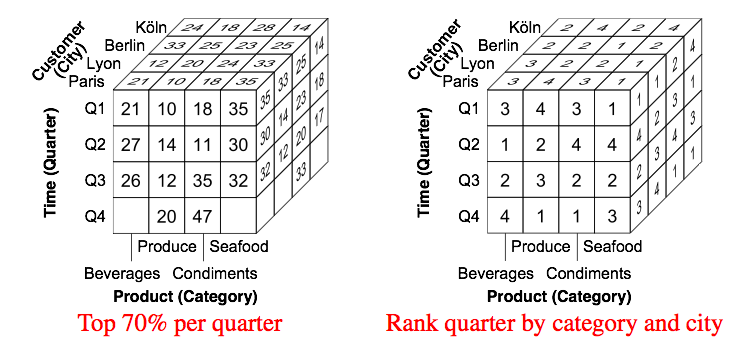 Customer
(City)
Köln 24 18 28 14
Berlin 33 25 23 25
Lyon 12 20 24 33
Paris 21 10 18 35
Time (Quarter)
Q1 21 10 18 35 35 33 25 14
Q2 27 14 11 30 30 14 23 18
Q3 26 12 35 32 32 12 20 17
Q4 20 47 33
Produce Seafood
Beverages Condiments
Product (Category)
Top 70% per quarter
Customer
(City)
Köln 2 4 2 4
Berlin 2 2 1 2
Lyon 3 2 2 2
Paris 3 4 3 1
Time (Quarter)
Q1 3 4 3 1 1 1 2 4
Q2 1 2 4 4 4 2 3 1
Q3 2 3 2 2 2 3 4 1
Q4 4 1 1 3 3 4 1 1
Produce Seafood
Beverages Condiments
Product (Category)
Rank quarter by category and city